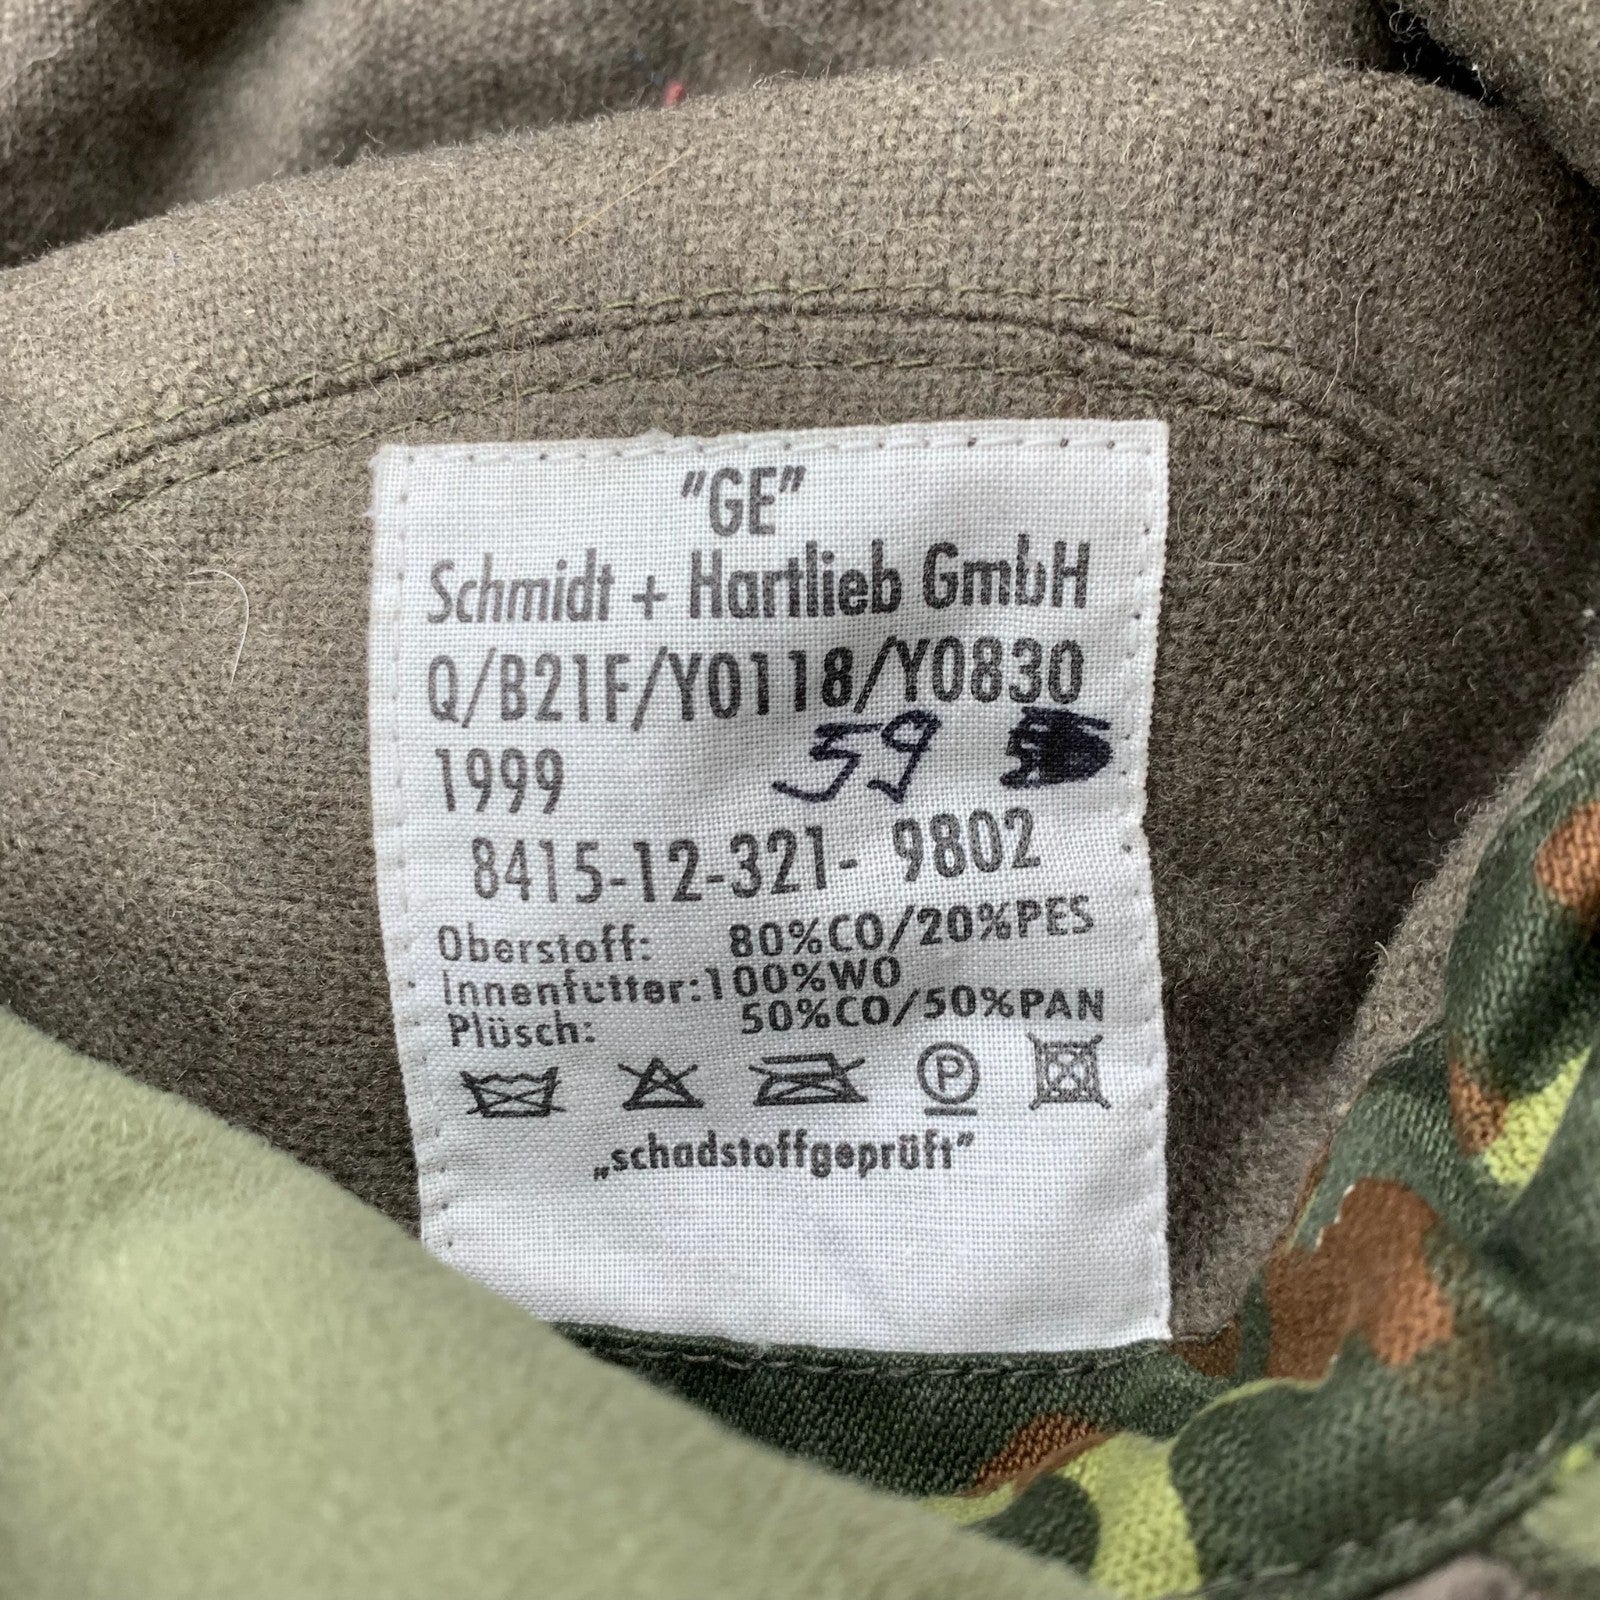 "GE"
Schmidt + Hartlieb GmbH
Q/B21F/Y0118/Y0830
1999 59
8415-12-321- 9802
Oberstoff: 80%CO/20%PES
Innenfutter:100%WO
Plüsch: 50%CO/50%PAN
P
„schadstoffgeprüft”